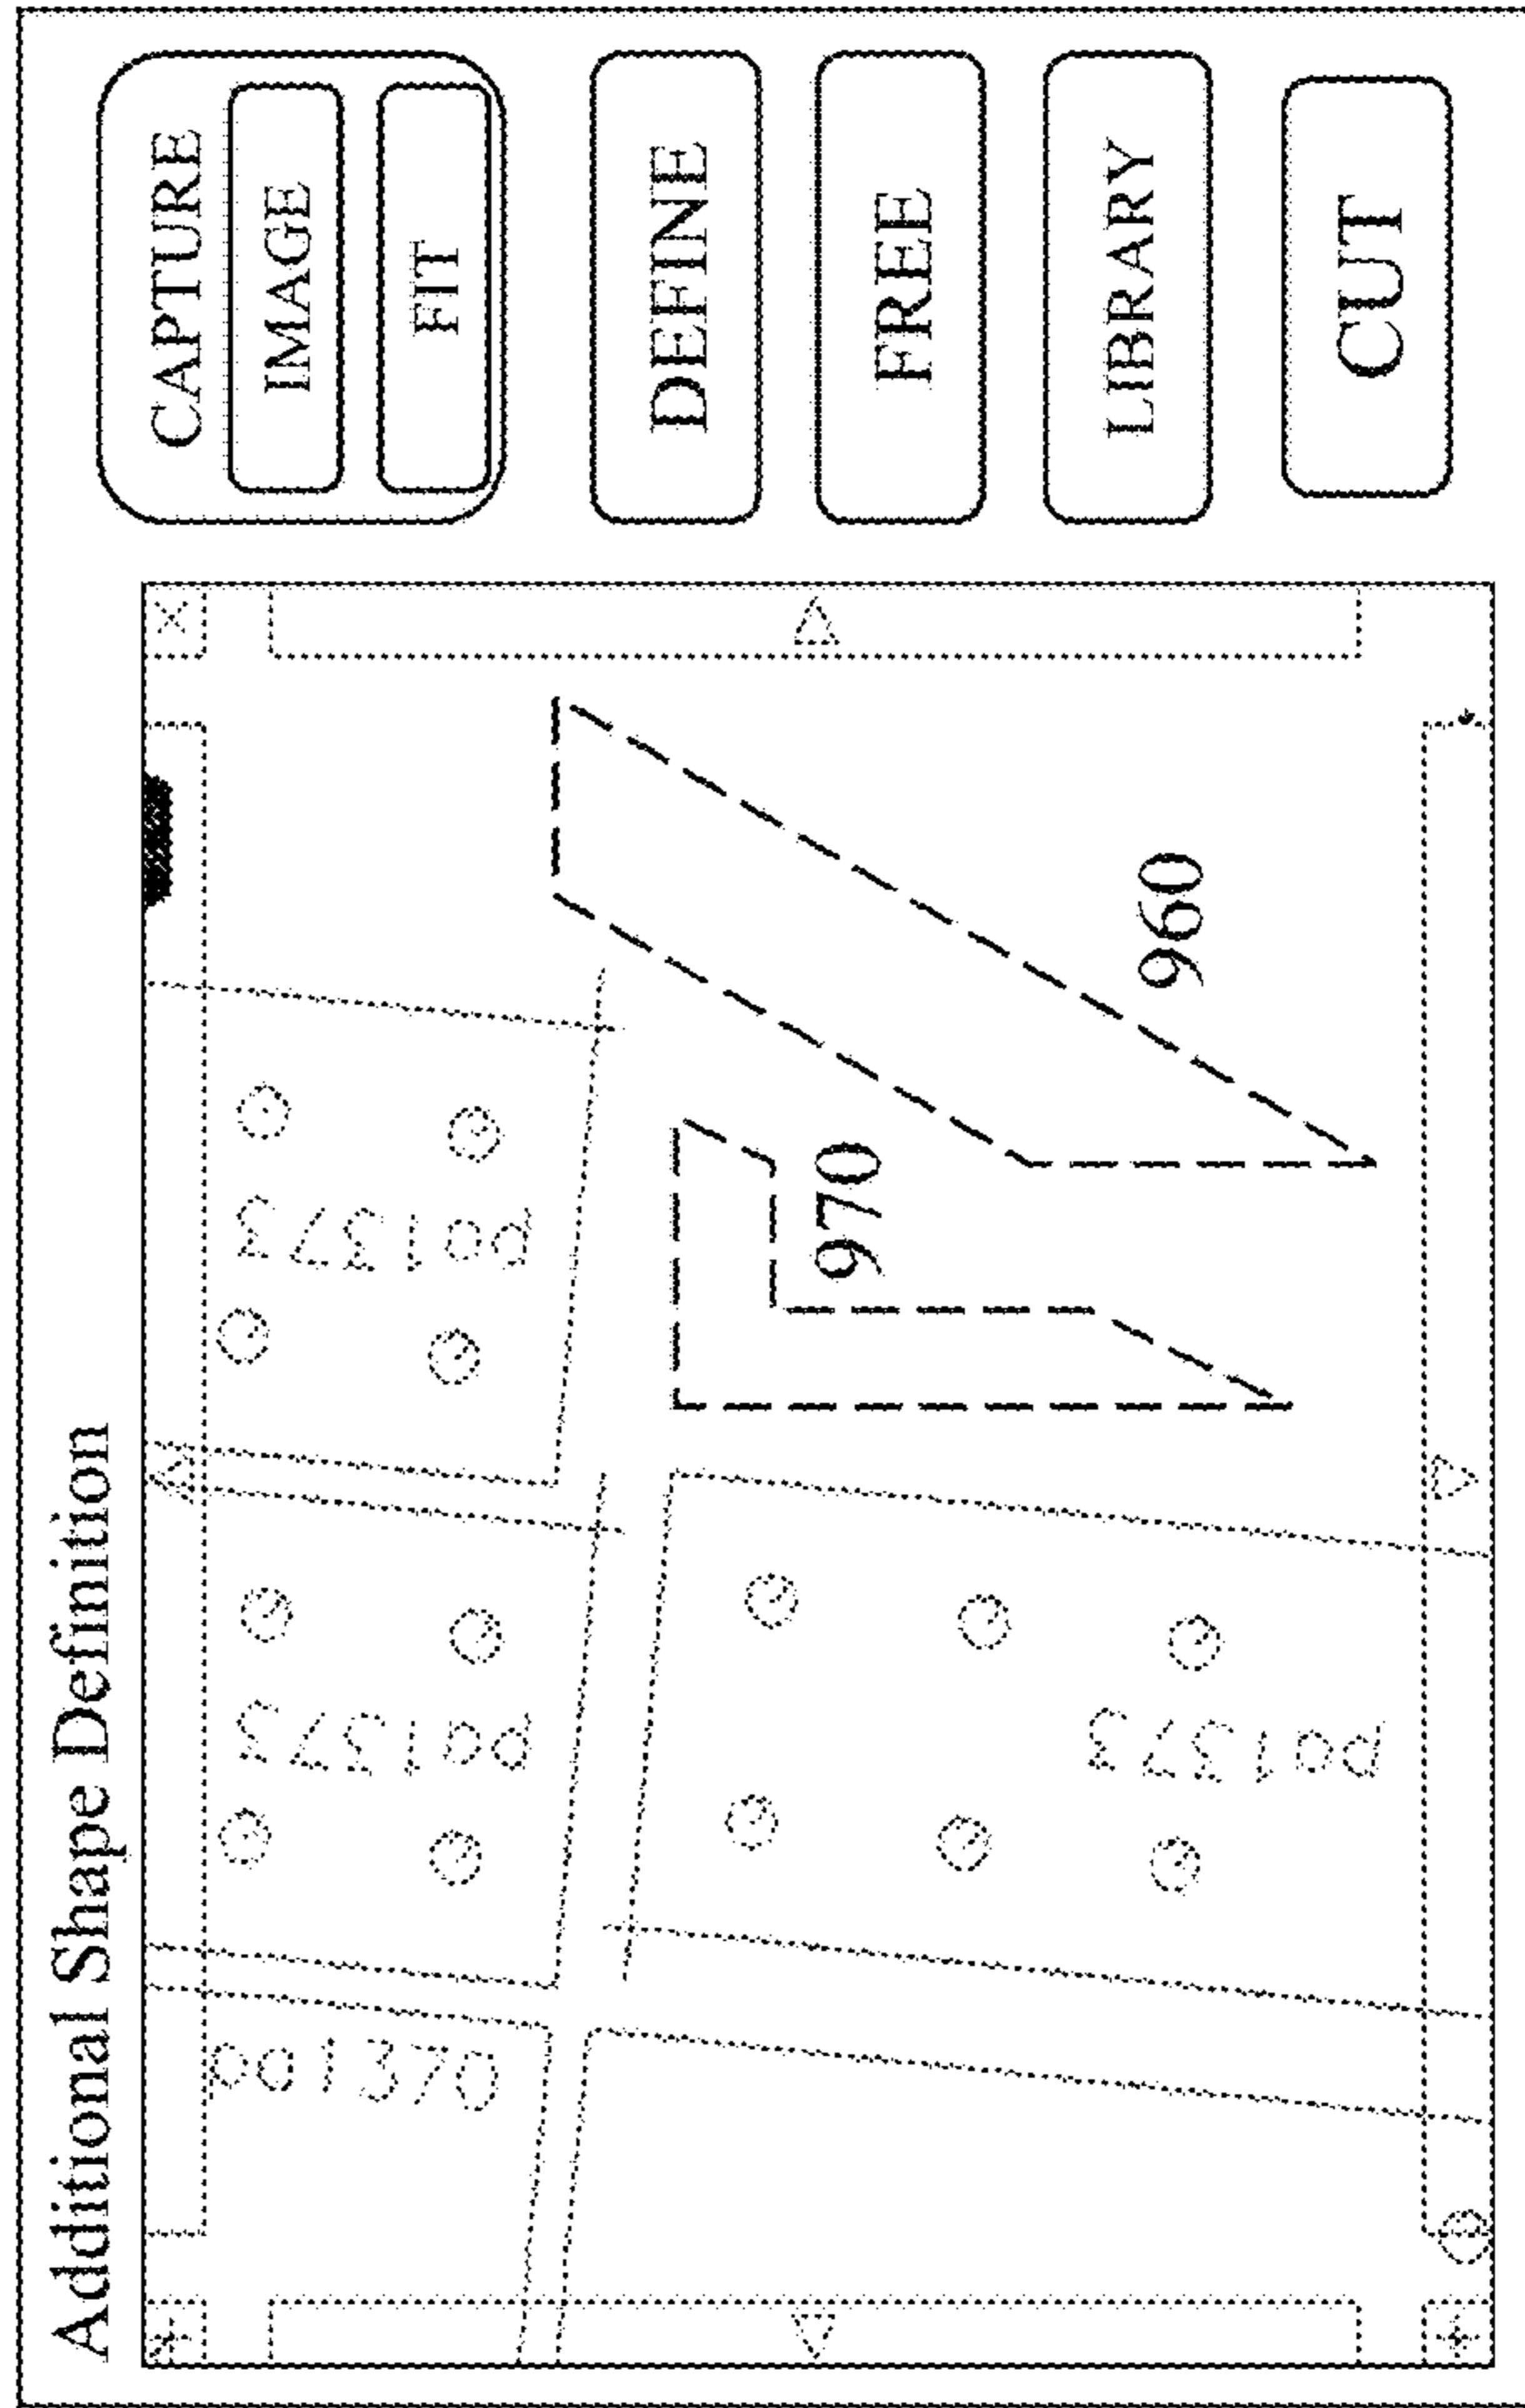 Additional Shape Definition
CAPTURE
IMAGE
FIT
DEFINE
FREE
LIBRARY
CUT
pa1370
pa1373
pa1373
pa1373
970
960